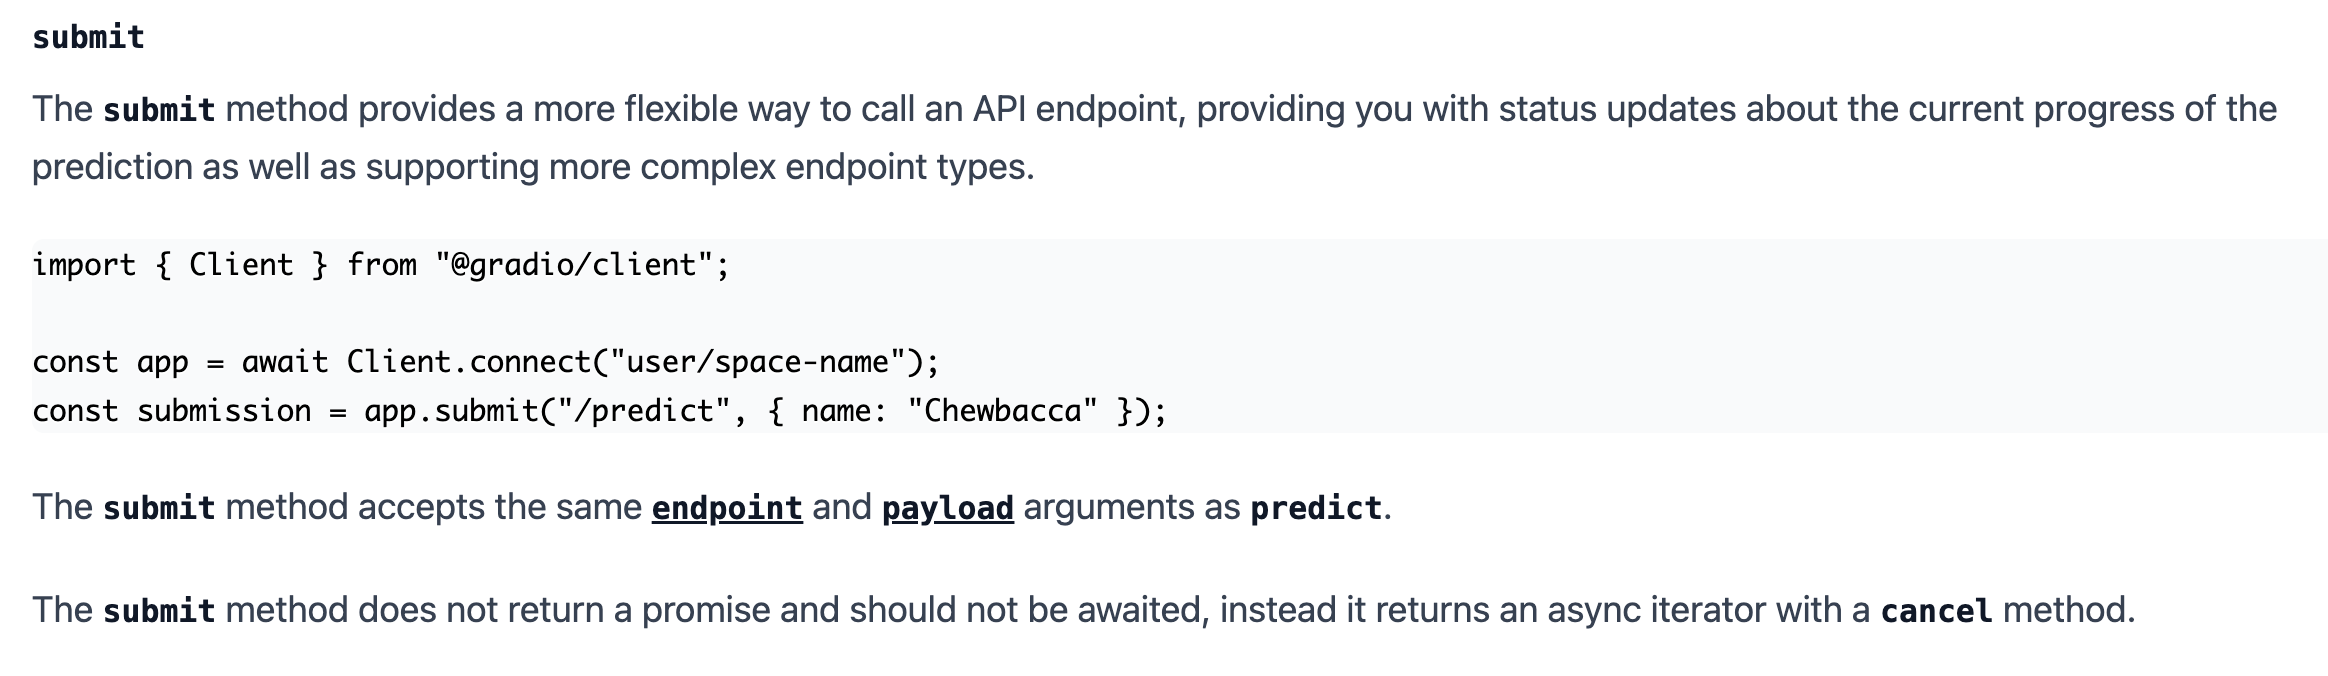 submit
The submit method provides a more flexible way to call an API endpoint, providing you with status updates about the current progress of the
prediction as well as supporting more complex endpoint types.
import { Client } from "@gradio/client";
const app = await Client.connect("user/space-name");
const submission = app.submit("/predict", { name: "Chewbacca" });
The submit method accepts the same endpoint and payload arguments as predict.
The submit method does not return a promise and should not be awaited, instead it returns an async iterator with a cancel method.